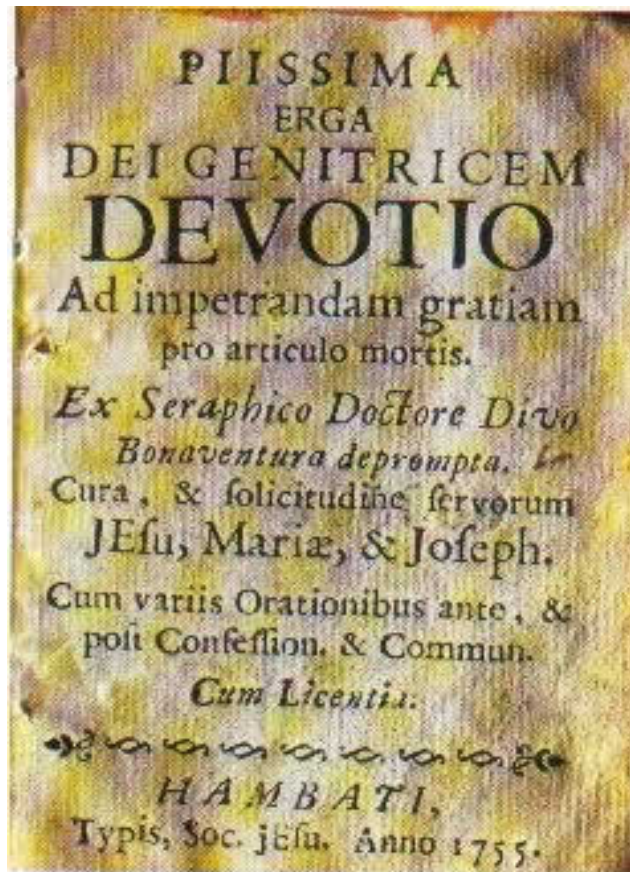 PIISSIMA
ERGA
DEI GENITRICEM
DEVOTIO
Ad impetrandam gratiam
pro articulo mortis.
Ex Seraphico Doctore Divo
Bonaventura deprompta.
Cura, & ſolicitudine ſervorum
JEſu, Mariæ, & Joſeph.
Cum variis Orationibus ante, &
poſt Confeſſion. & Commun.
Cum Licentia.
HAMBATI,
Typis, Soc. jEſu. Anno 1755.